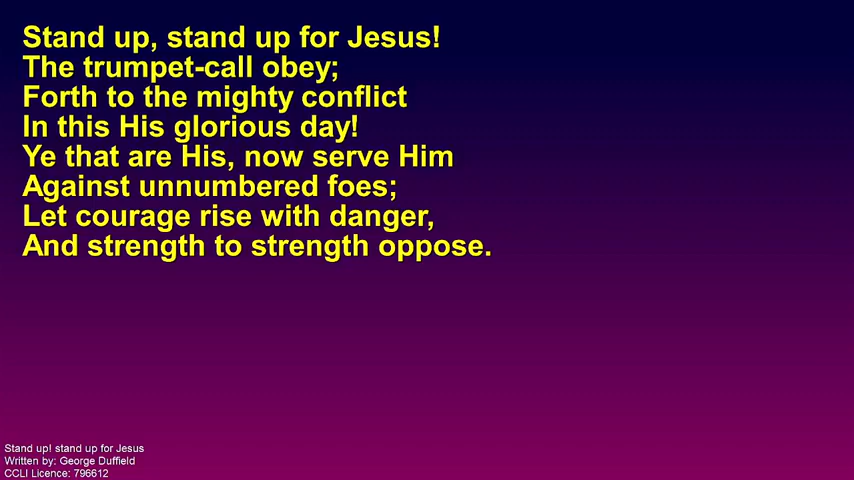 Stand up, stand up for Jesus!
The trumpet-call obey;
Forth to the mighty conflict
In this His glorious day!
Ye that are His, now serve Him
Against unnumbered foes;
Let courage rise with danger,
And strength to strength oppose.
Stand up! stand up for Jesus
Written by: George Duffield
CCLI Licence: 796612